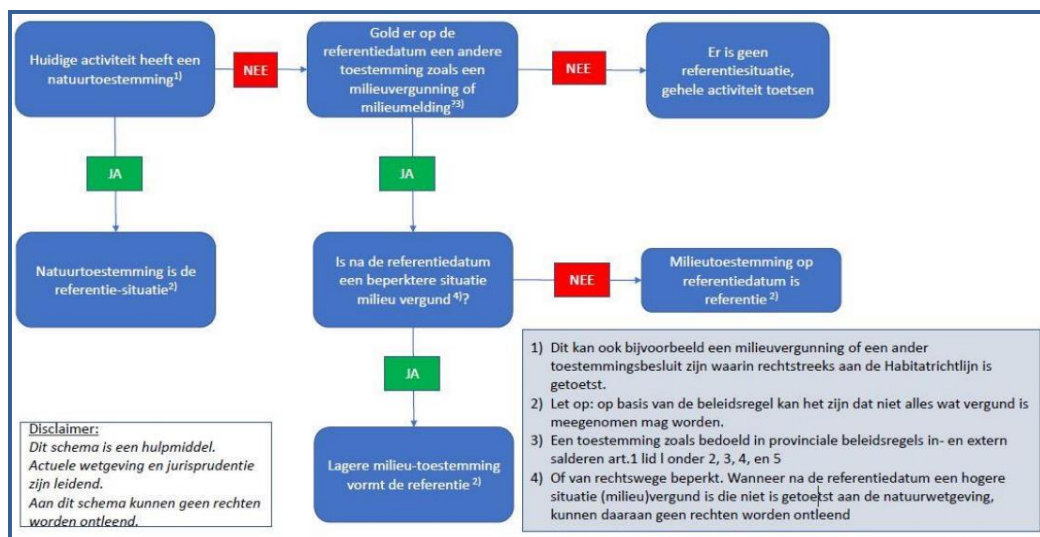 Huidige activiteit heeft een
natuurtoestemming1)
NEE
Gold er op de
referentiedatum een andere
toestemming zoals een
milieuvergunning of
milieumelding?3)
NEE
Er is geen
referentiesituatie,
gehele activiteit toetsen
JA
JA
Natuurtoestemming is de
referentie-situatie2)
Is na de referentiedatum
een beperktere situatie
milieu vergund 4)?
NEE
Milieutoestemming op
referentiedatum is
referentie 2)
JA
Lagere milieu-toestemming
vormt de referentie 2)
Disclaimer:
Dit schema is een hulpmiddel.
Actuele wetgeving en jurisprudentie
zijn leidend.
Aan dit schema kunnen geen rechten
worden ontleend.
1) Dit kan ook bijvoorbeeld een milieuvergunning of een ander
toestemmingsbesluit zijn waarin rechtstreeks aan de Habitatrichtlijn is
getoetst.
2) Let op: op basis van de beleidsregel kan het zijn dat niet alles wat vergund is
meegenomen mag worden.
3) Een toestemming zoals bedoeld in provinciale beleidsregels in- en extern
salderen art.1 lid l onder 2, 3, 4, en 5
4) Of van rechtswege beperkt. Wanneer na de referentiedatum een hogere
situatie (milieu)vergund is die niet is getoetst aan de natuurwetgeving,
kunnen daaraan geen rechten worden ontleend